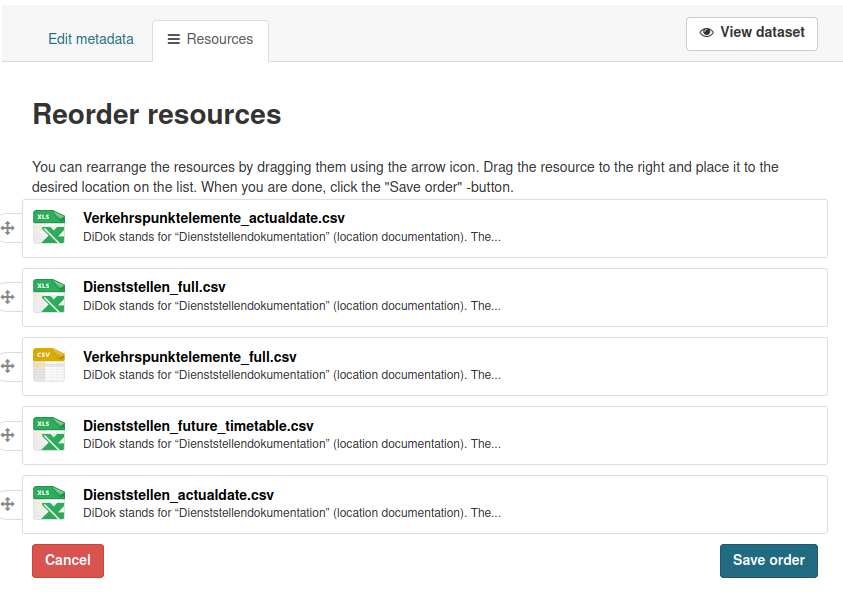 Edit metadata
Resources
View dataset
Reorder resources
You can rearrange the resources by dragging them using the arrow icon. Drag the resource to the right and place it to the
desired location on the list. When you are done, click the "Save order" -button.
XLS
Verkehrspunktelemente_actualdate.csv
DiDok stands for “Dienststellendokumentation” (location documentation). The...
XLS
Dienststellen_full.csv
DiDok stands for “Dienststellendokumentation” (location documentation). The...
CSV
Verkehrspunktelemente_full.csv
DiDok stands for “Dienststellendokumentation” (location documentation). The...
XLS
Dienststellen_future_timetable.csv
DiDok stands for “Dienststellendokumentation” (location documentation). The...
XLS
Dienststellen_actualdate.csv
DiDok stands for “Dienststellendokumentation” (location documentation). The...
Cancel
Save order